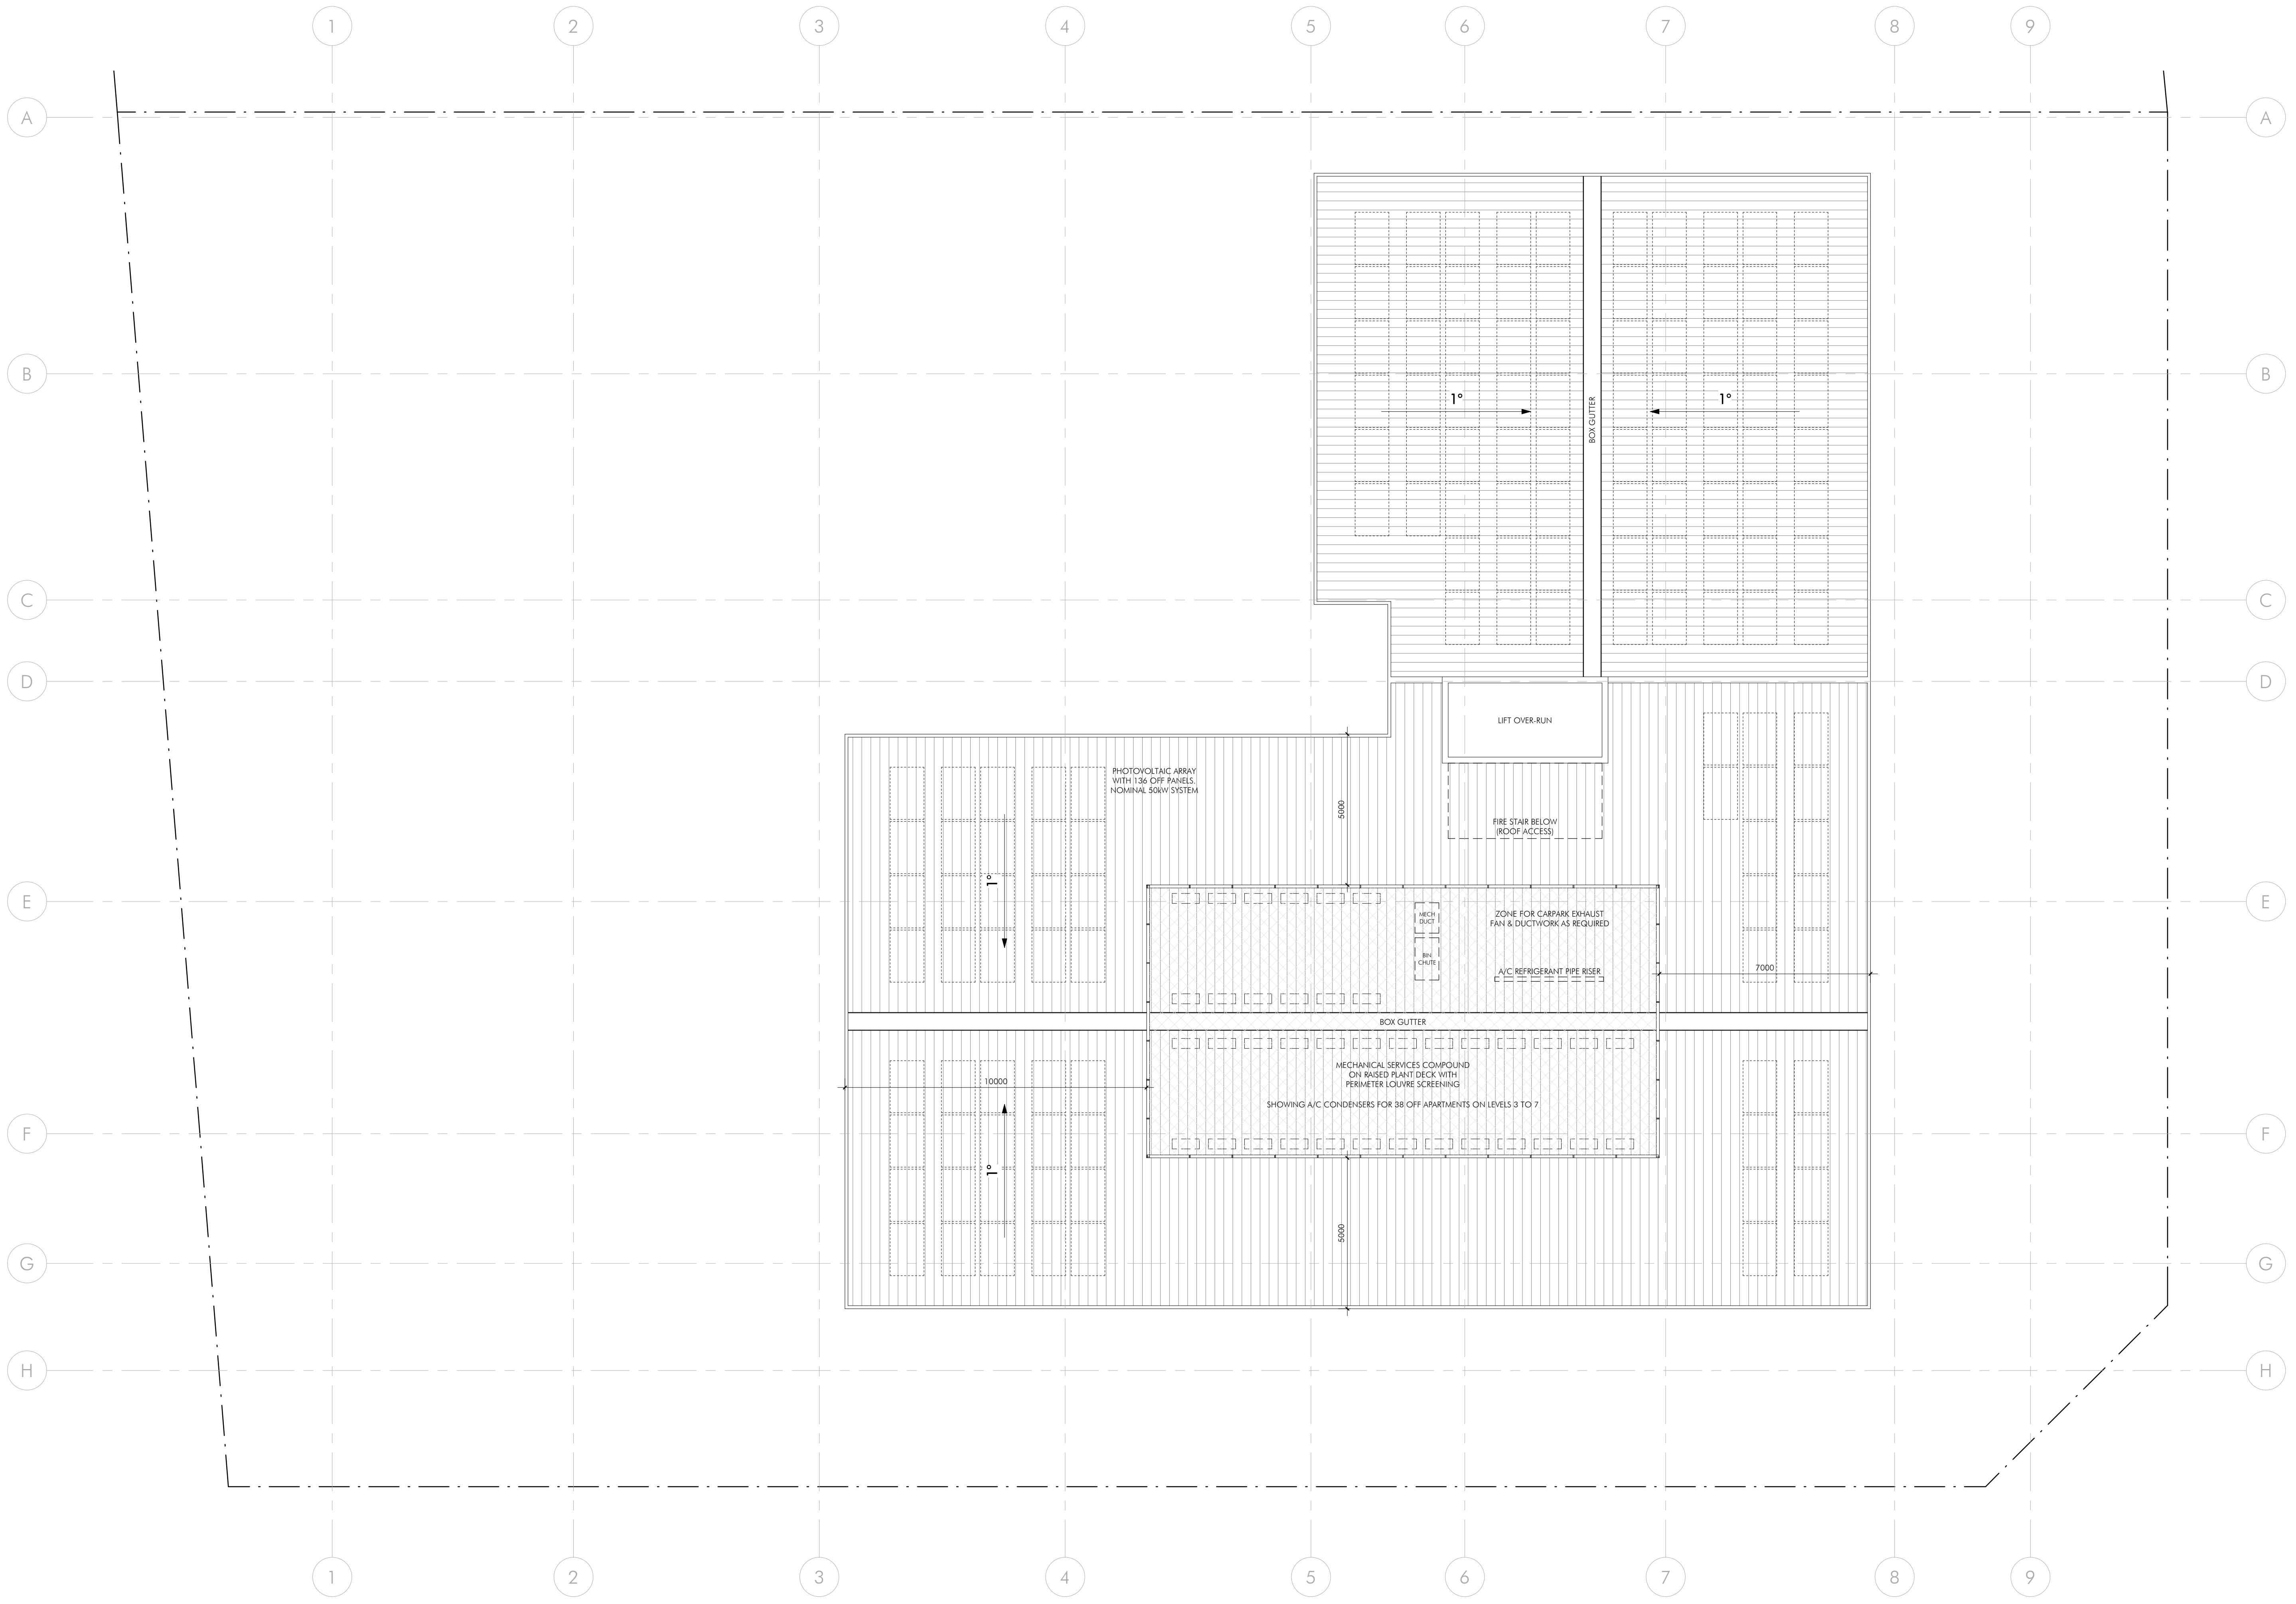 1 2 3 4 5 6 7 8 9
A A
B B
1° 1°
BOX GUTTER
C C
D D
LIFT OVER-RUN
PHOTOVOLTAIC ARRAY
WITH 136 OFF PANELS.
NOMINAL 50kW SYSTEM
5000
FIRE STAIR BELOW
(ROOF ACCESS)
1°
E E
MECH
DUCT
ZONE FOR CARPARK EXHAUST
FAN & DUCTWORK AS REQUIRED
BIN
CHUTE
A/C REFRIGERANT PIPE RISER
7000
BOX GUTTER
MECHANICAL SERVICES COMPOUND
ON RAISED PLANT DECK WITH
PERIMETER LOUVRE SCREENING
10000
SHOWING A/C CONDENSERS FOR 38 OFF APARTMENTS ON LEVELS 3 TO 7
F F
1°
5000
G G
H H
1 2 3 4 5 6 7 8 9